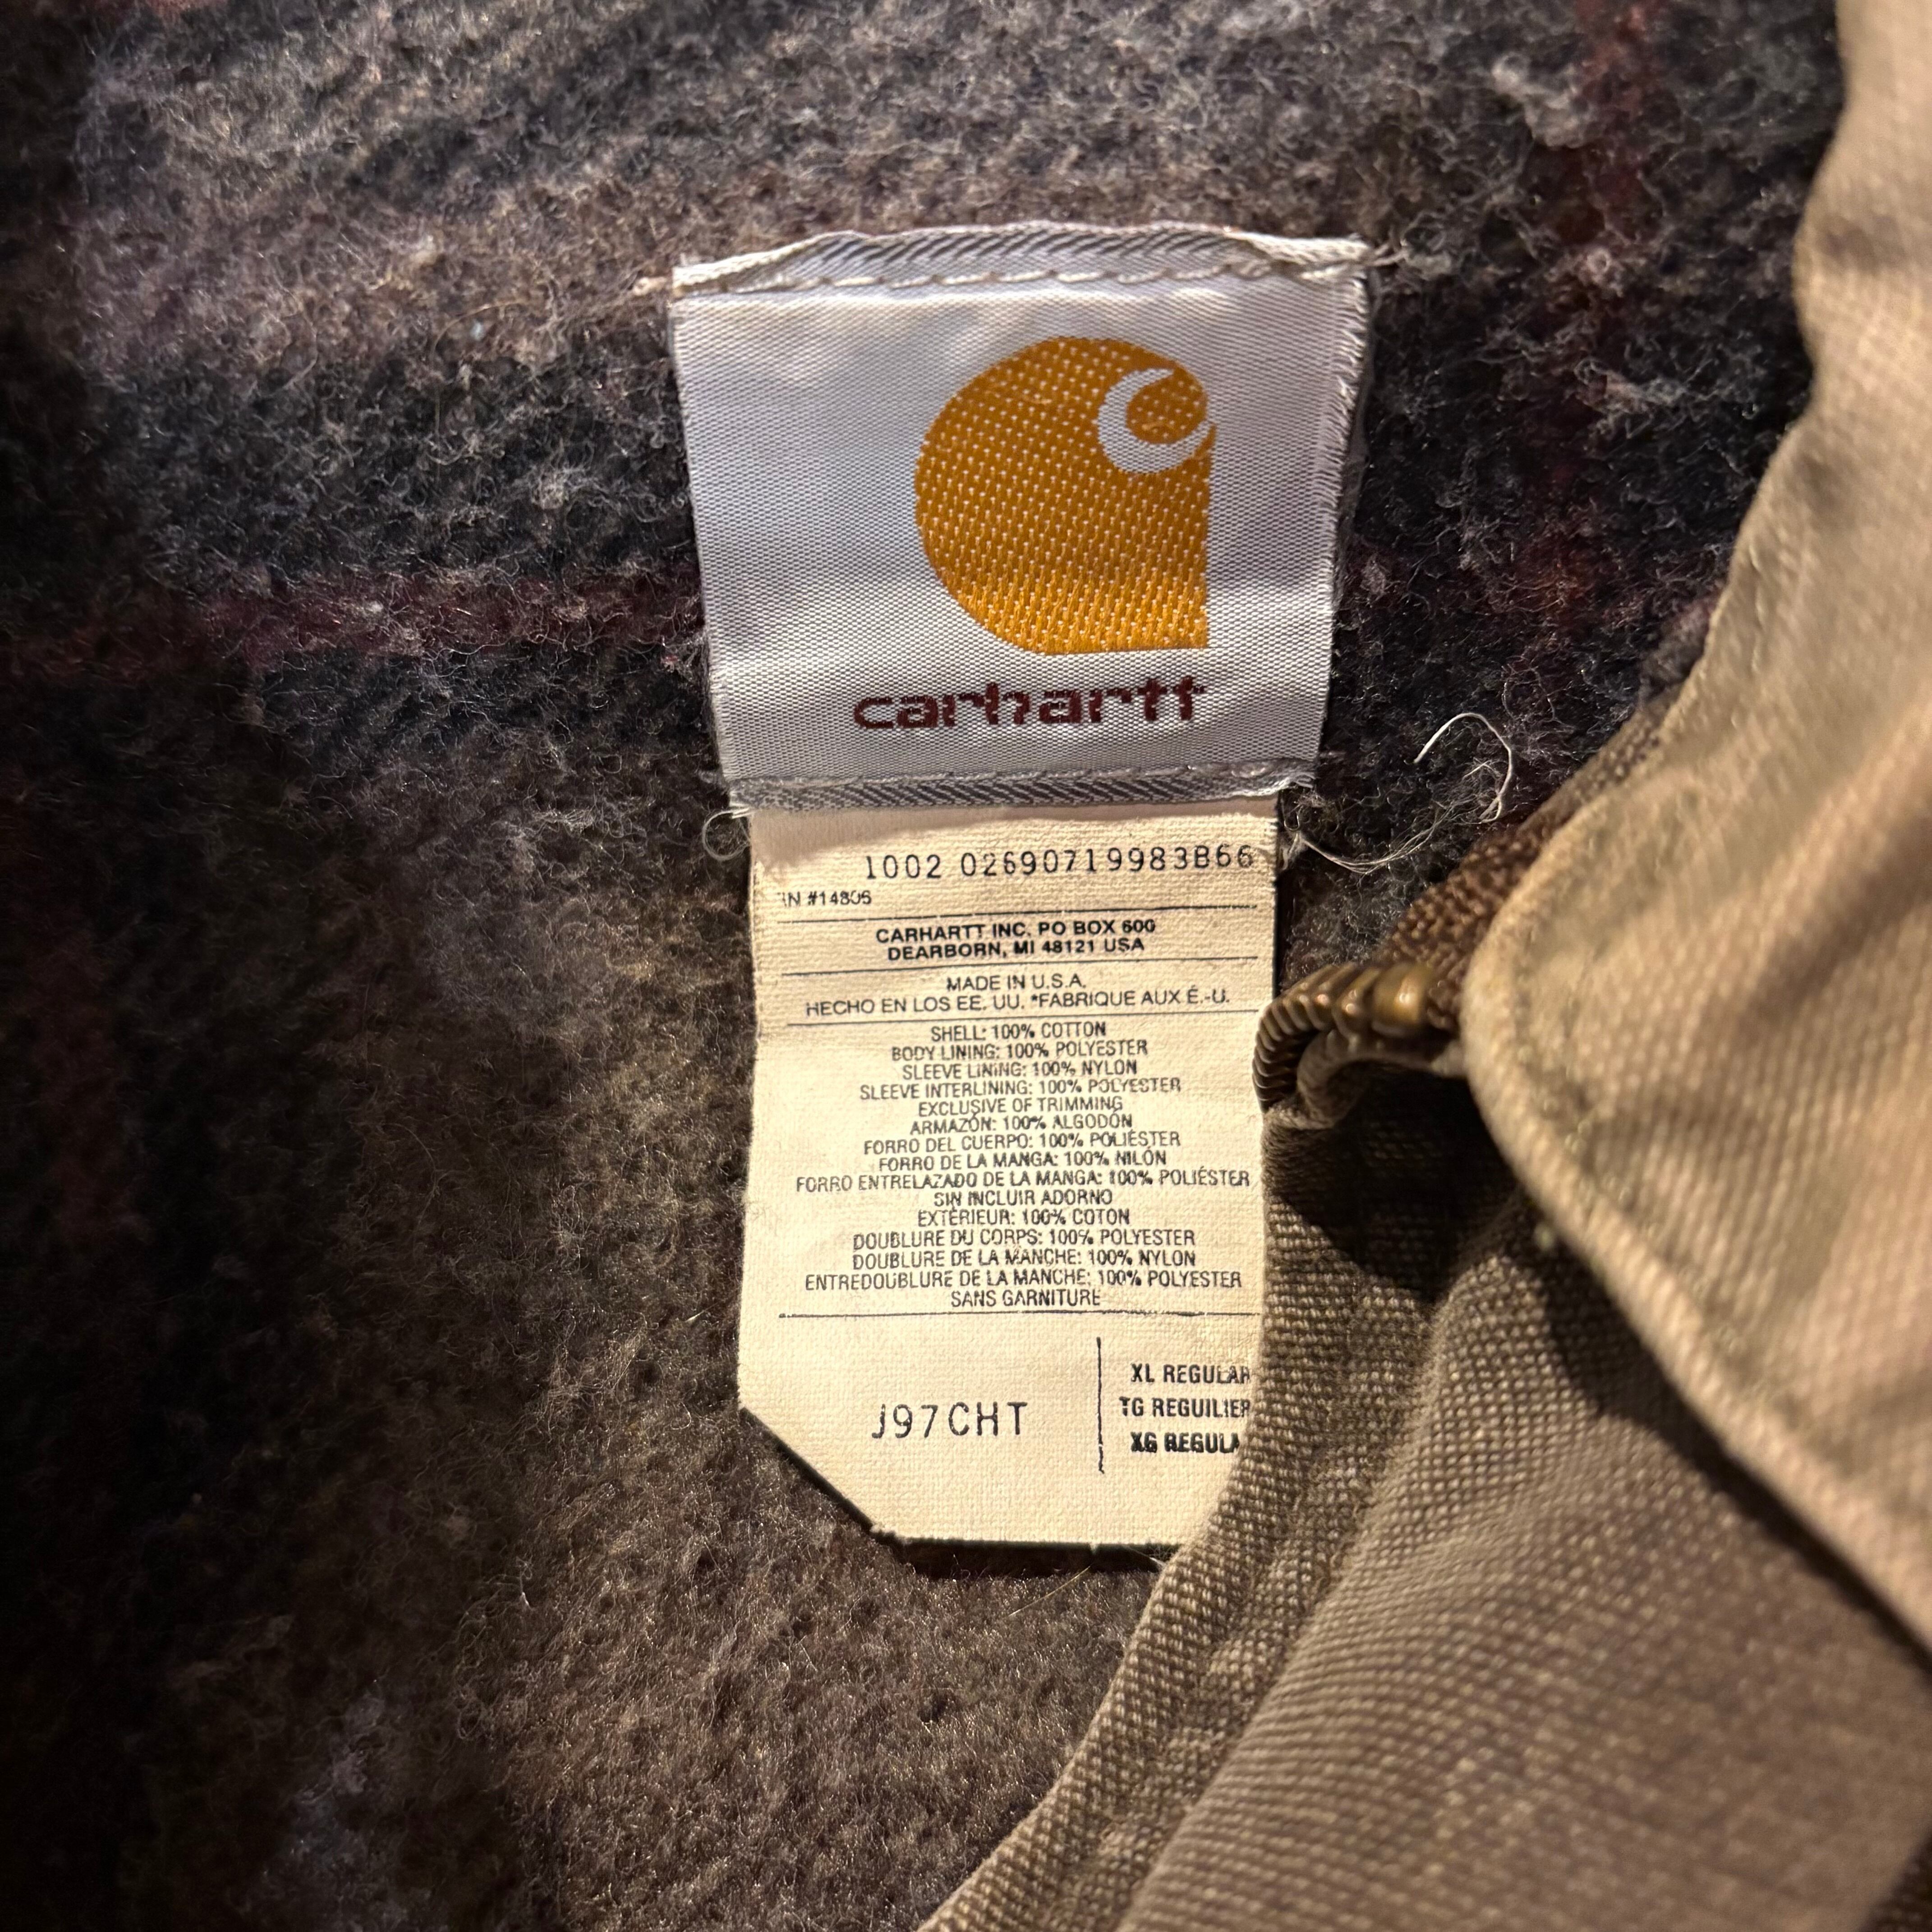 carhartt
1002 02690719983B66
RN #14806
CARHARTT INC. PO BOX 600
DEARBORN, MI 48121 USA
MADE IN U.S.A.
HECHO EN LOS EE. UU. *FABRIQUE AUX É.-U.
SHELL: 100% COTTON
BODY LINING: 100% POLYESTER
SLEEVE LINING: 100% NYLON
SLEEVE INTERLINING: 100% POLYESTER
EXCLUSIVE OF TRIMMING
ARMAZÓN: 100% ALGODÓN
FORRO DEL CUERPO: 100% POLIÉSTER
FORRO DE LA MANGA: 100% NILÓN
FORRO ENTRELAZADO DE LA MANGA: 100% POLIÉSTER
SIN INCLUIR ADORNO
EXTÉRIEUR: 100% COTON
DOUBLURE DU CORPS: 100% POLYESTER
DOUBLURE DE LA MANCHE: 100% NYLON
ENTREDOUBLURE DE LA MANCHE: 100% POLYESTER
SANS GARNITURE
J97CHT
XL REGULAR
TG REGUILIER
XG REGULA